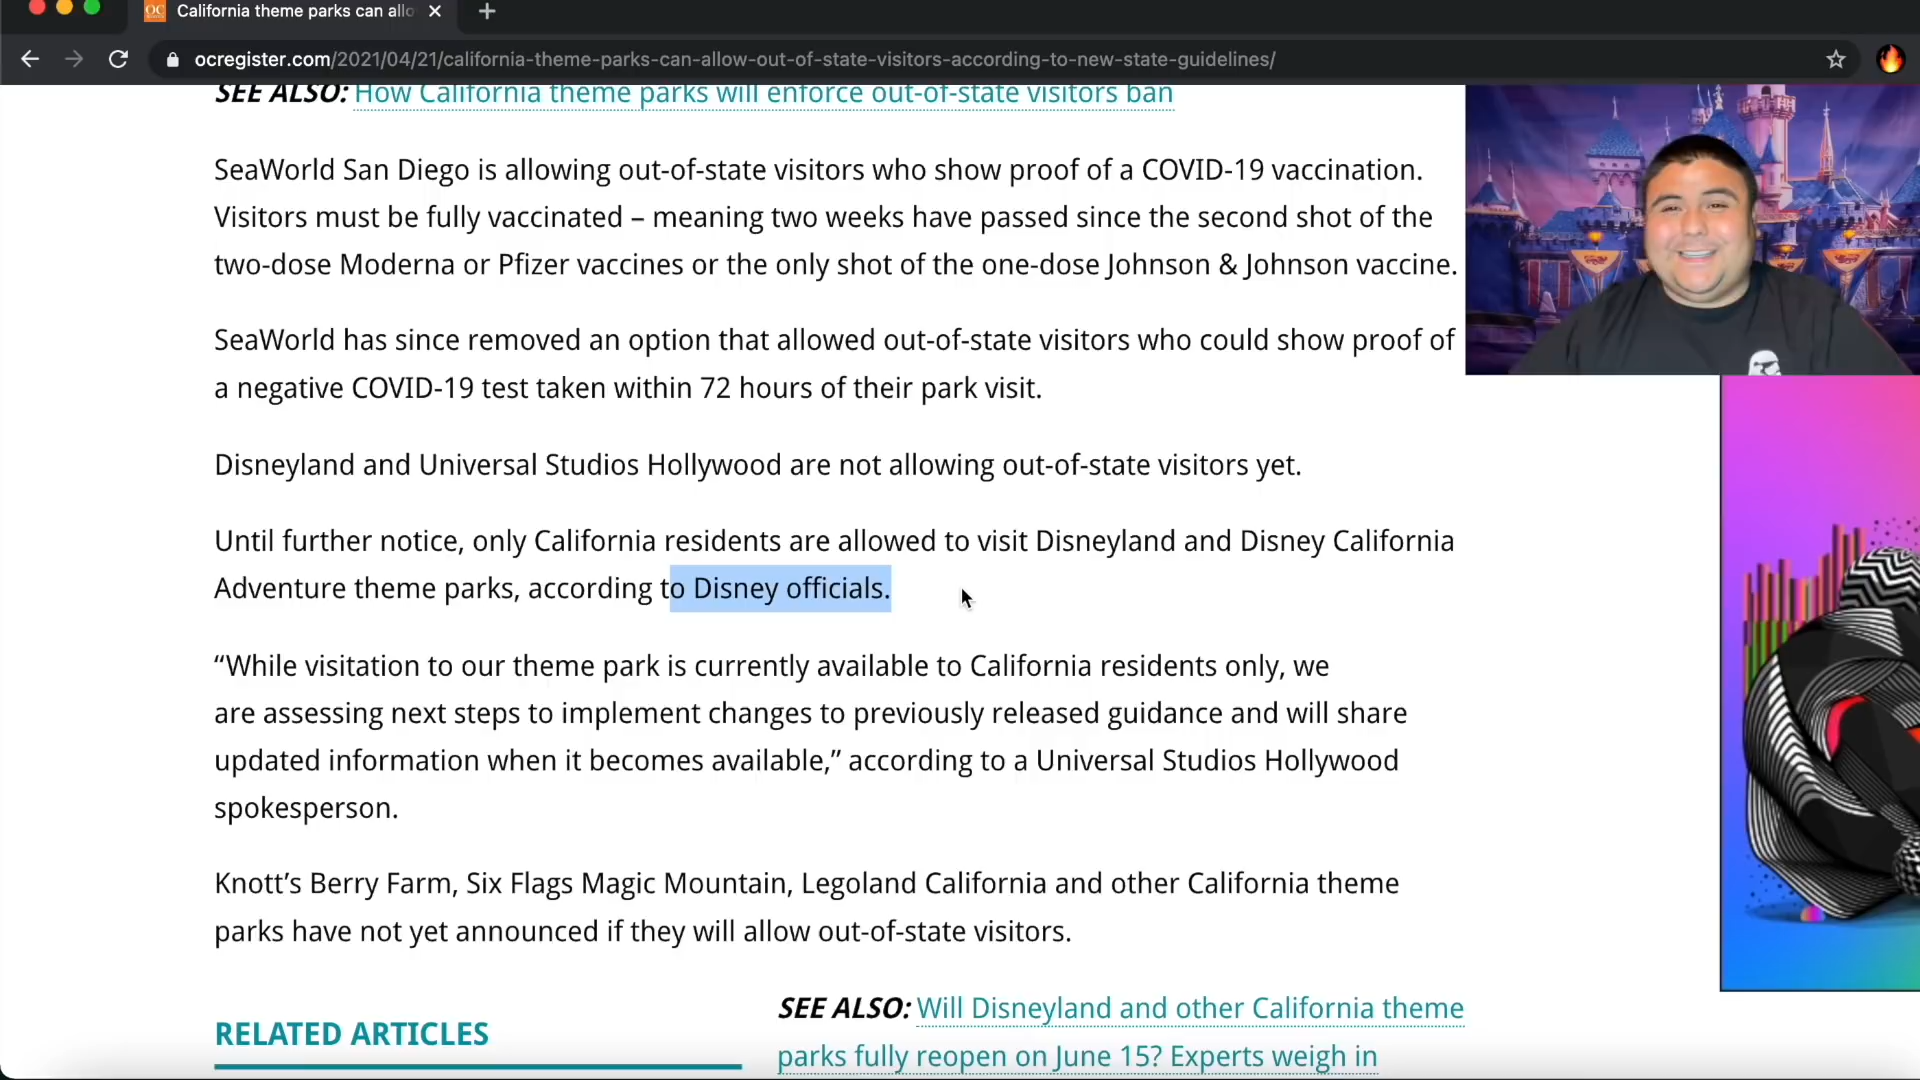 OC California theme parks can allo
ocregister.com/2021/04/21/california-theme-parks-can-allow-out-of-state-visitors-according-to-new-state-guidelines/
SEE ALSO: How California theme parks will enforce out-of-state visitors ban
SeaWorld San Diego is allowing out-of-state visitors who show proof of a COVID-19 vaccination.
Visitors must be fully vaccinated – meaning two weeks have passed since the second shot of the
two-dose Moderna or Pfizer vaccines or the only shot of the one-dose Johnson & Johnson vaccine.
SeaWorld has since removed an option that allowed out-of-state visitors who could show proof of
a negative COVID-19 test taken within 72 hours of their park visit.
Disneyland and Universal Studios Hollywood are not allowing out-of-state visitors yet.
Until further notice, only California residents are allowed to visit Disneyland and Disney California
Adventure theme parks, according to Disney officials.
“While visitation to our theme park is currently available to California residents only, we
are assessing next steps to implement changes to previously released guidance and will share
updated information when it becomes available,” according to a Universal Studios Hollywood
spokesperson.
Knott’s Berry Farm, Six Flags Magic Mountain, Legoland California and other California theme
parks have not yet announced if they will allow out-of-state visitors.
RELATED ARTICLES
SEE ALSO: Will Disneyland and other California theme
parks fully reopen on June 15? Experts weigh in